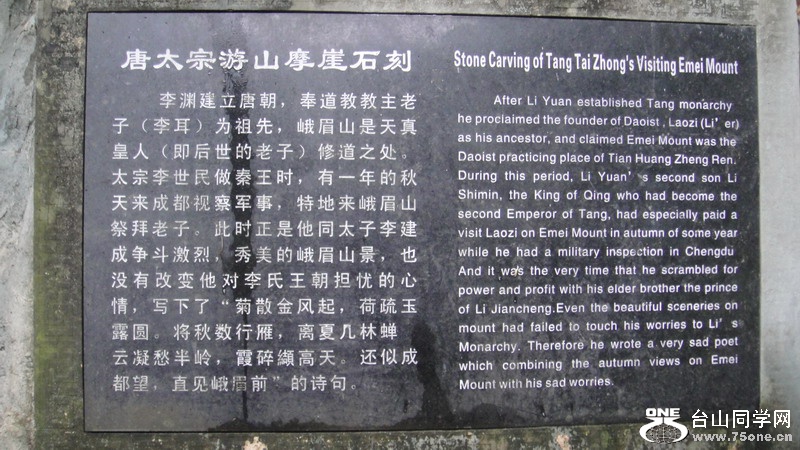 唐太宗游山摩崖石刻
李渊建立唐朝，奉道教教主老
子（李耳）为祖先，峨眉山是天真
皇人（即后世的老子）修道之处。
太宗李世民做秦王时，有一年的秋
天来成都视察军事，特地来峨眉山
祭拜老子。此时正是他同太子李建
成争斗激烈，秀美的峨眉山景，也
没有改变他对李氏王朝担忧的心
情，写下了“菊散金风起，荷疏玉
露圆。将秋数行雁，离夏几林蝉
云凝愁半岭，霞碎缬高天。还似成
都望，直见峨眉前”的诗句。
Stone Carving of Tang Tai Zhong's Visiting Emei Mount
After Li Yuan established Tang monarchy
he proclaimed the founder of Daoist , Laozi (Li' er)
as his ancestor, and claimed Emei Mount was the
Daoist practicing place of Tian Huang Zheng Ren.
During this period, Li Yuan's second son Li
Shimin, the King of Qing who had become the
second Emperor of Tang, had especially paid a
visit Laozi on Emei Mount in autumn of some year
while he had a military inspection in Chengdu
And it was the very time that he scrambled for
power and profit with his elder brother the prince
of Li Jiancheng.Even the beautiful sceneries on
mount had failed to touch his worries to Li's
Monarchy. Therefore he wrote a very sad poet
which combining the autumn views on Emei
Mount with his sad worries.
ONE 台山同学网
www.75one.cn